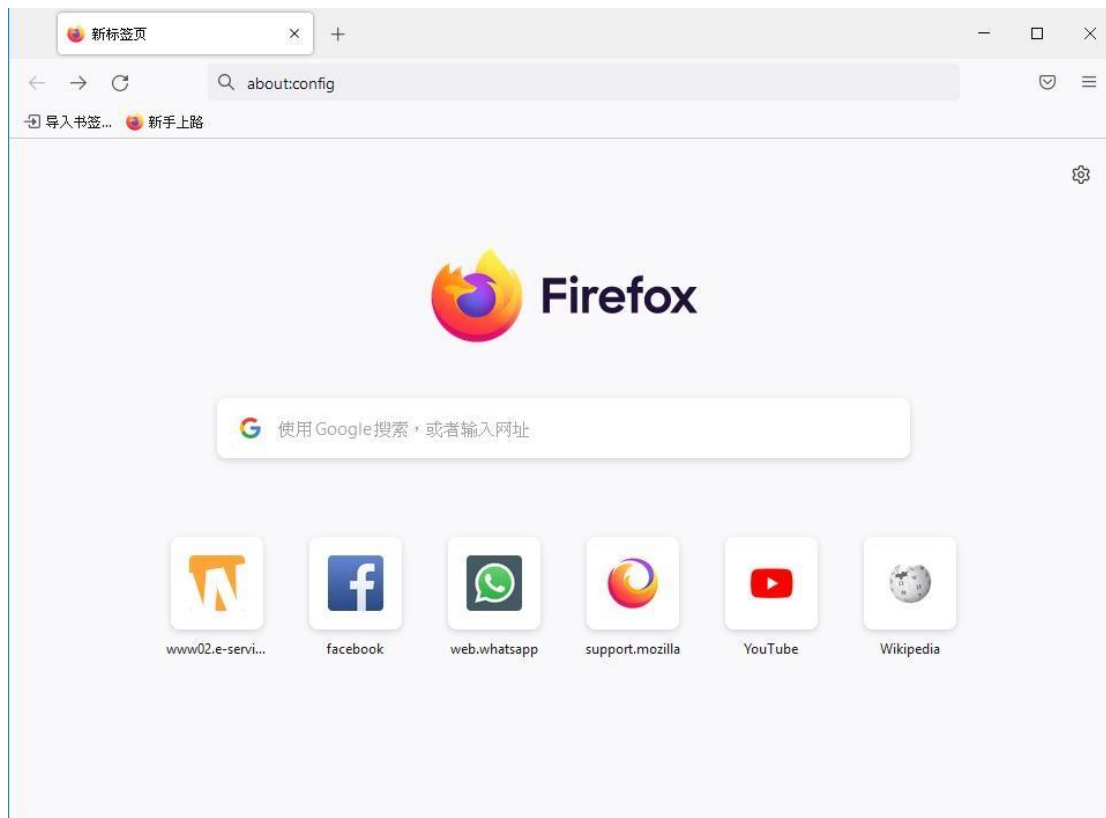 新标签页
about:config
导入书签...
新手上路
Firefox
使用Google搜索，或者输入网址
www02.e-servi...
facebook
web.whatsapp
support.mozilla
YouTube
Wikipedia